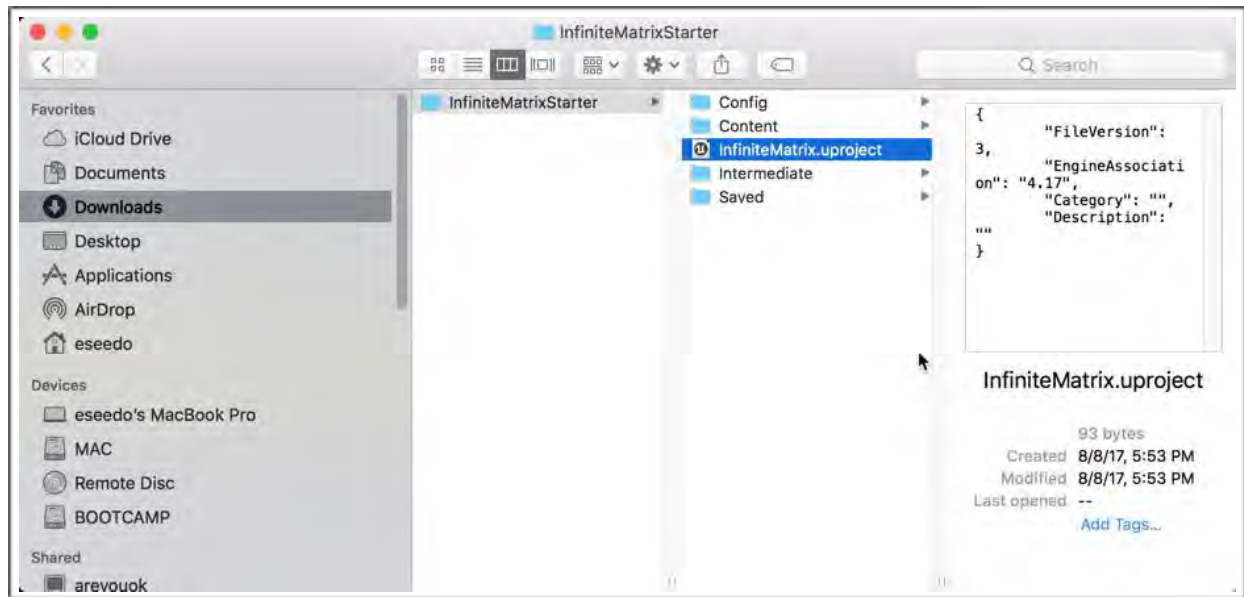 InfiniteMatrixStarter
Search
Favorites
iCloud Drive
Documents
Downloads
Desktop
Applications
AirDrop
eseedo
Devices
eseedo's MacBook Pro
MAC
Remote Disc
BOOTCAMP
Shared
arevouok
InfiniteMatrixStarter
Config
Content
InfiniteMatrix.uproject
Intermediate
Saved
{
"FileVersion":
3,
"EngineAssociati
on": "4.17",
"Category": "",
"Description":
""
}
InfiniteMatrix.uproject
93 bytes
Created 8/8/17, 5:53 PM
Modified 8/8/17, 5:53 PM
Last opened --
Add Tags...